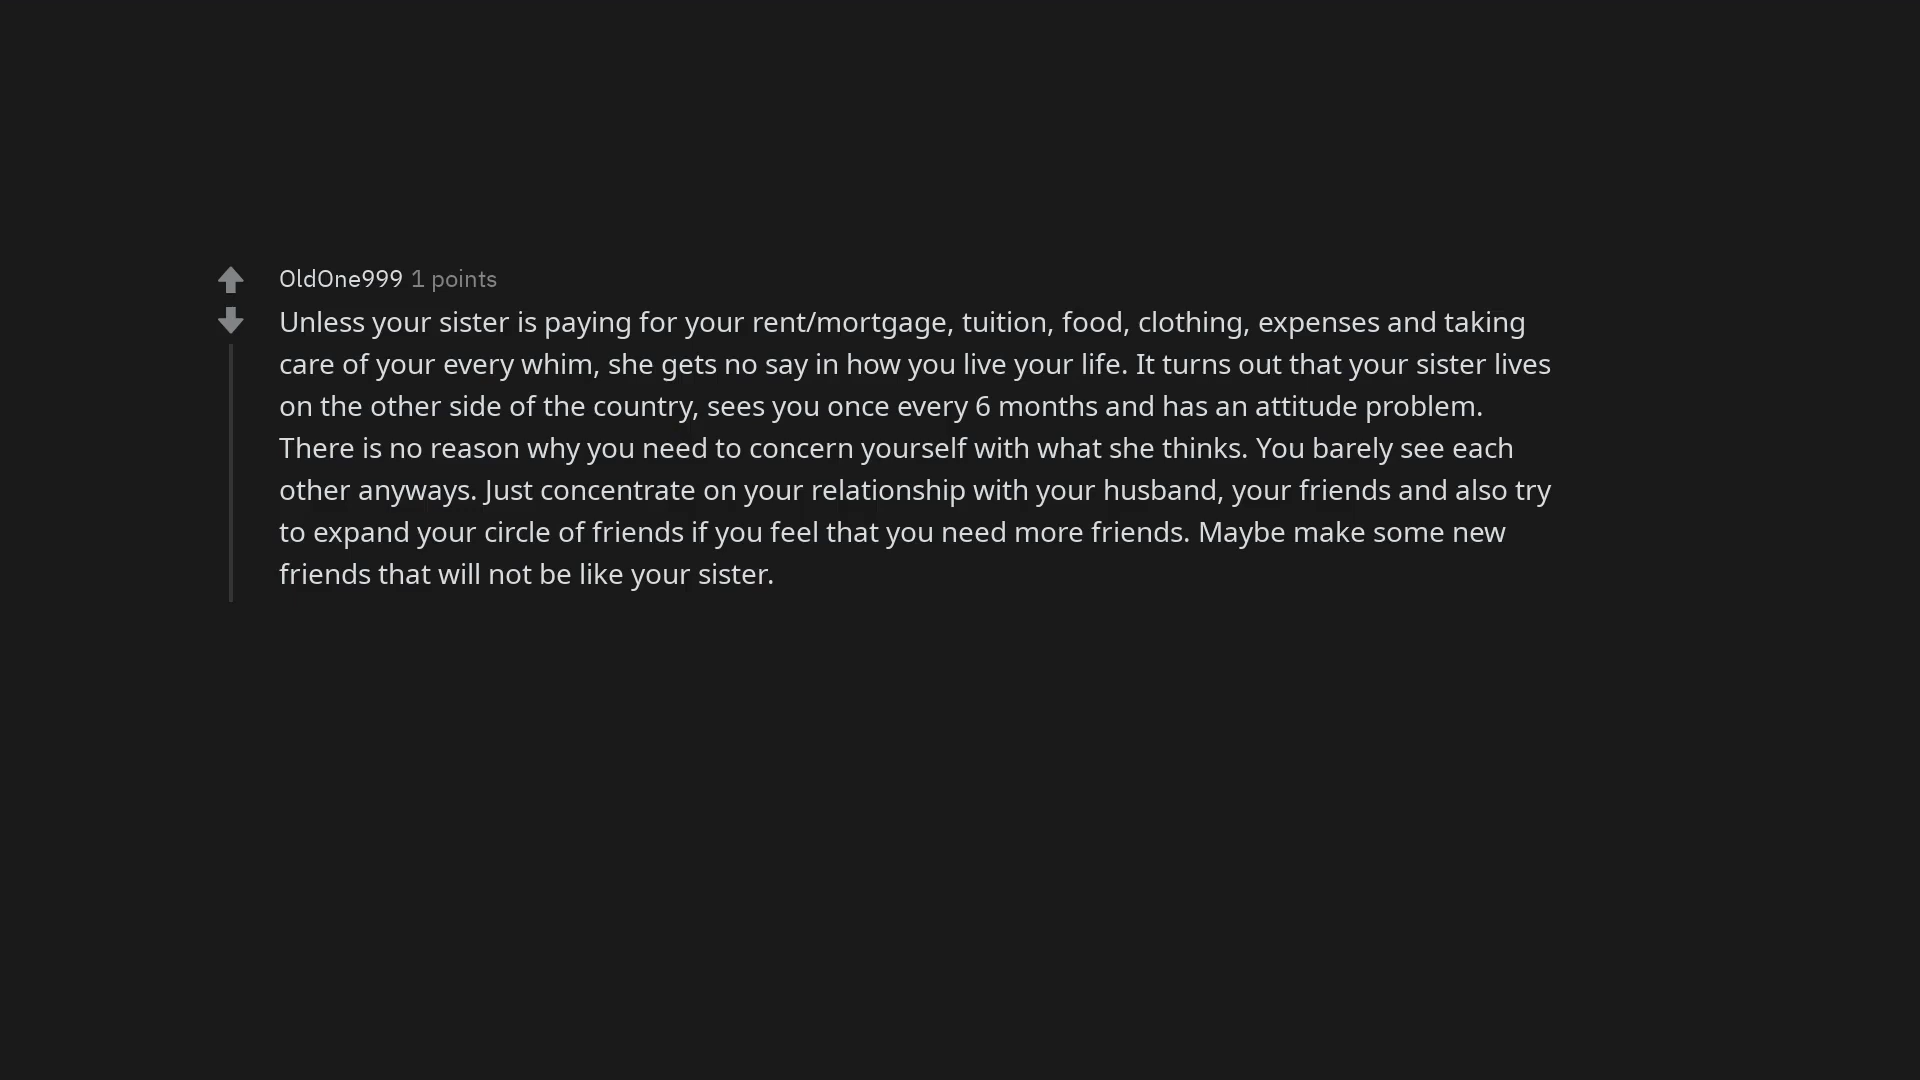 OldOne999 1 points
Unless your sister is paying for your rent/mortgage, tuition, food, clothing, expenses and taking
care of your every whim, she gets no say in how you live your life. It turns out that your sister lives
on the other side of the country, sees you once every 6 months and has an attitude problem.
There is no reason why you need to concern yourself with what she thinks. You barely see each
other anyways. Just concentrate on your relationship with your husband, your friends and also try
to expand your circle of friends if you feel that you need more friends. Maybe make some new
friends that will not be like your sister.